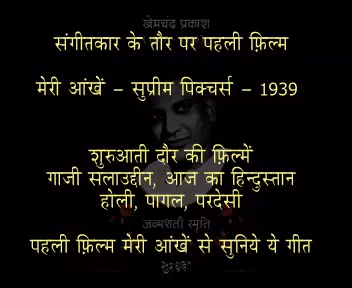 खेमचंद प्रकाश
संगीतकार के तौर पर पहली फ़िल्म
मेरी आंखें – सुप्रीम पिक्चर्स – 1939
शुरुआती दौर की फ़िल्में
गाजी सलाउद्दीन, आज का हिन्दुस्तान
होली, पागल, परदेसी
जन्मशती स्मृति
पहली फ़िल्म मेरी आंखें से सुनिये ये गीत